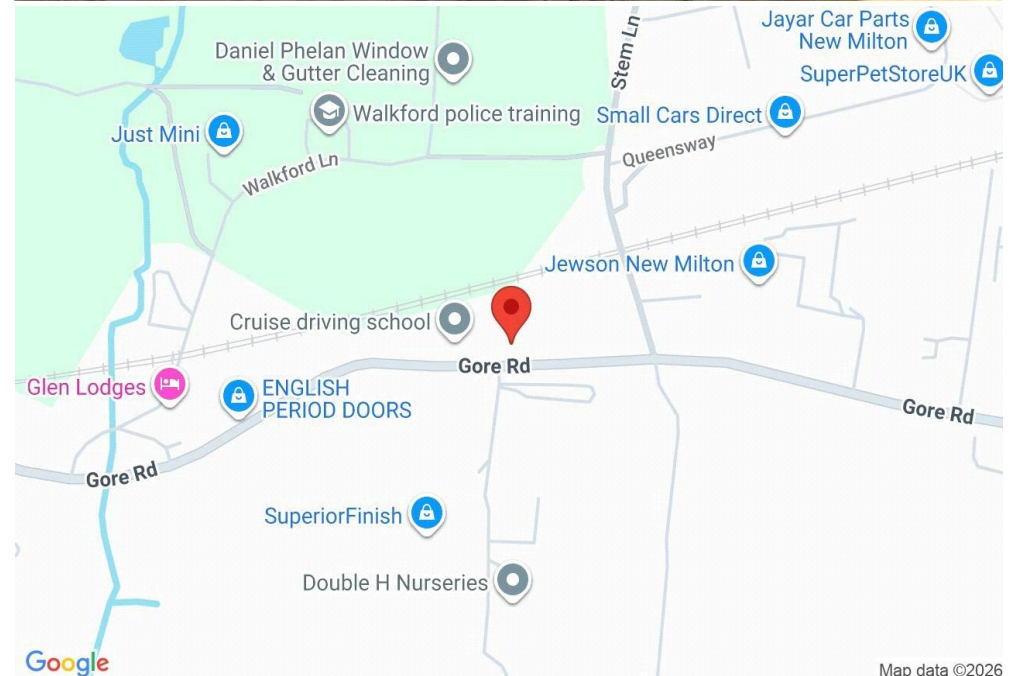 Jayar Car Parts
New Milton
Stem Ln
Daniel Phelan Window
& Gutter Cleaning
SuperPetStoreUK
Walkford police training
Small Cars Direct
Just Mini
Queensway
Walkford Ln
Jewson New Milton
Cruise driving school
Gore Rd
Glen Lodges
ENGLISH
PERIOD DOORS
Gore Rd
Gore Rd
SuperiorFinish
Double H Nurseries
Google
Map data ©2026